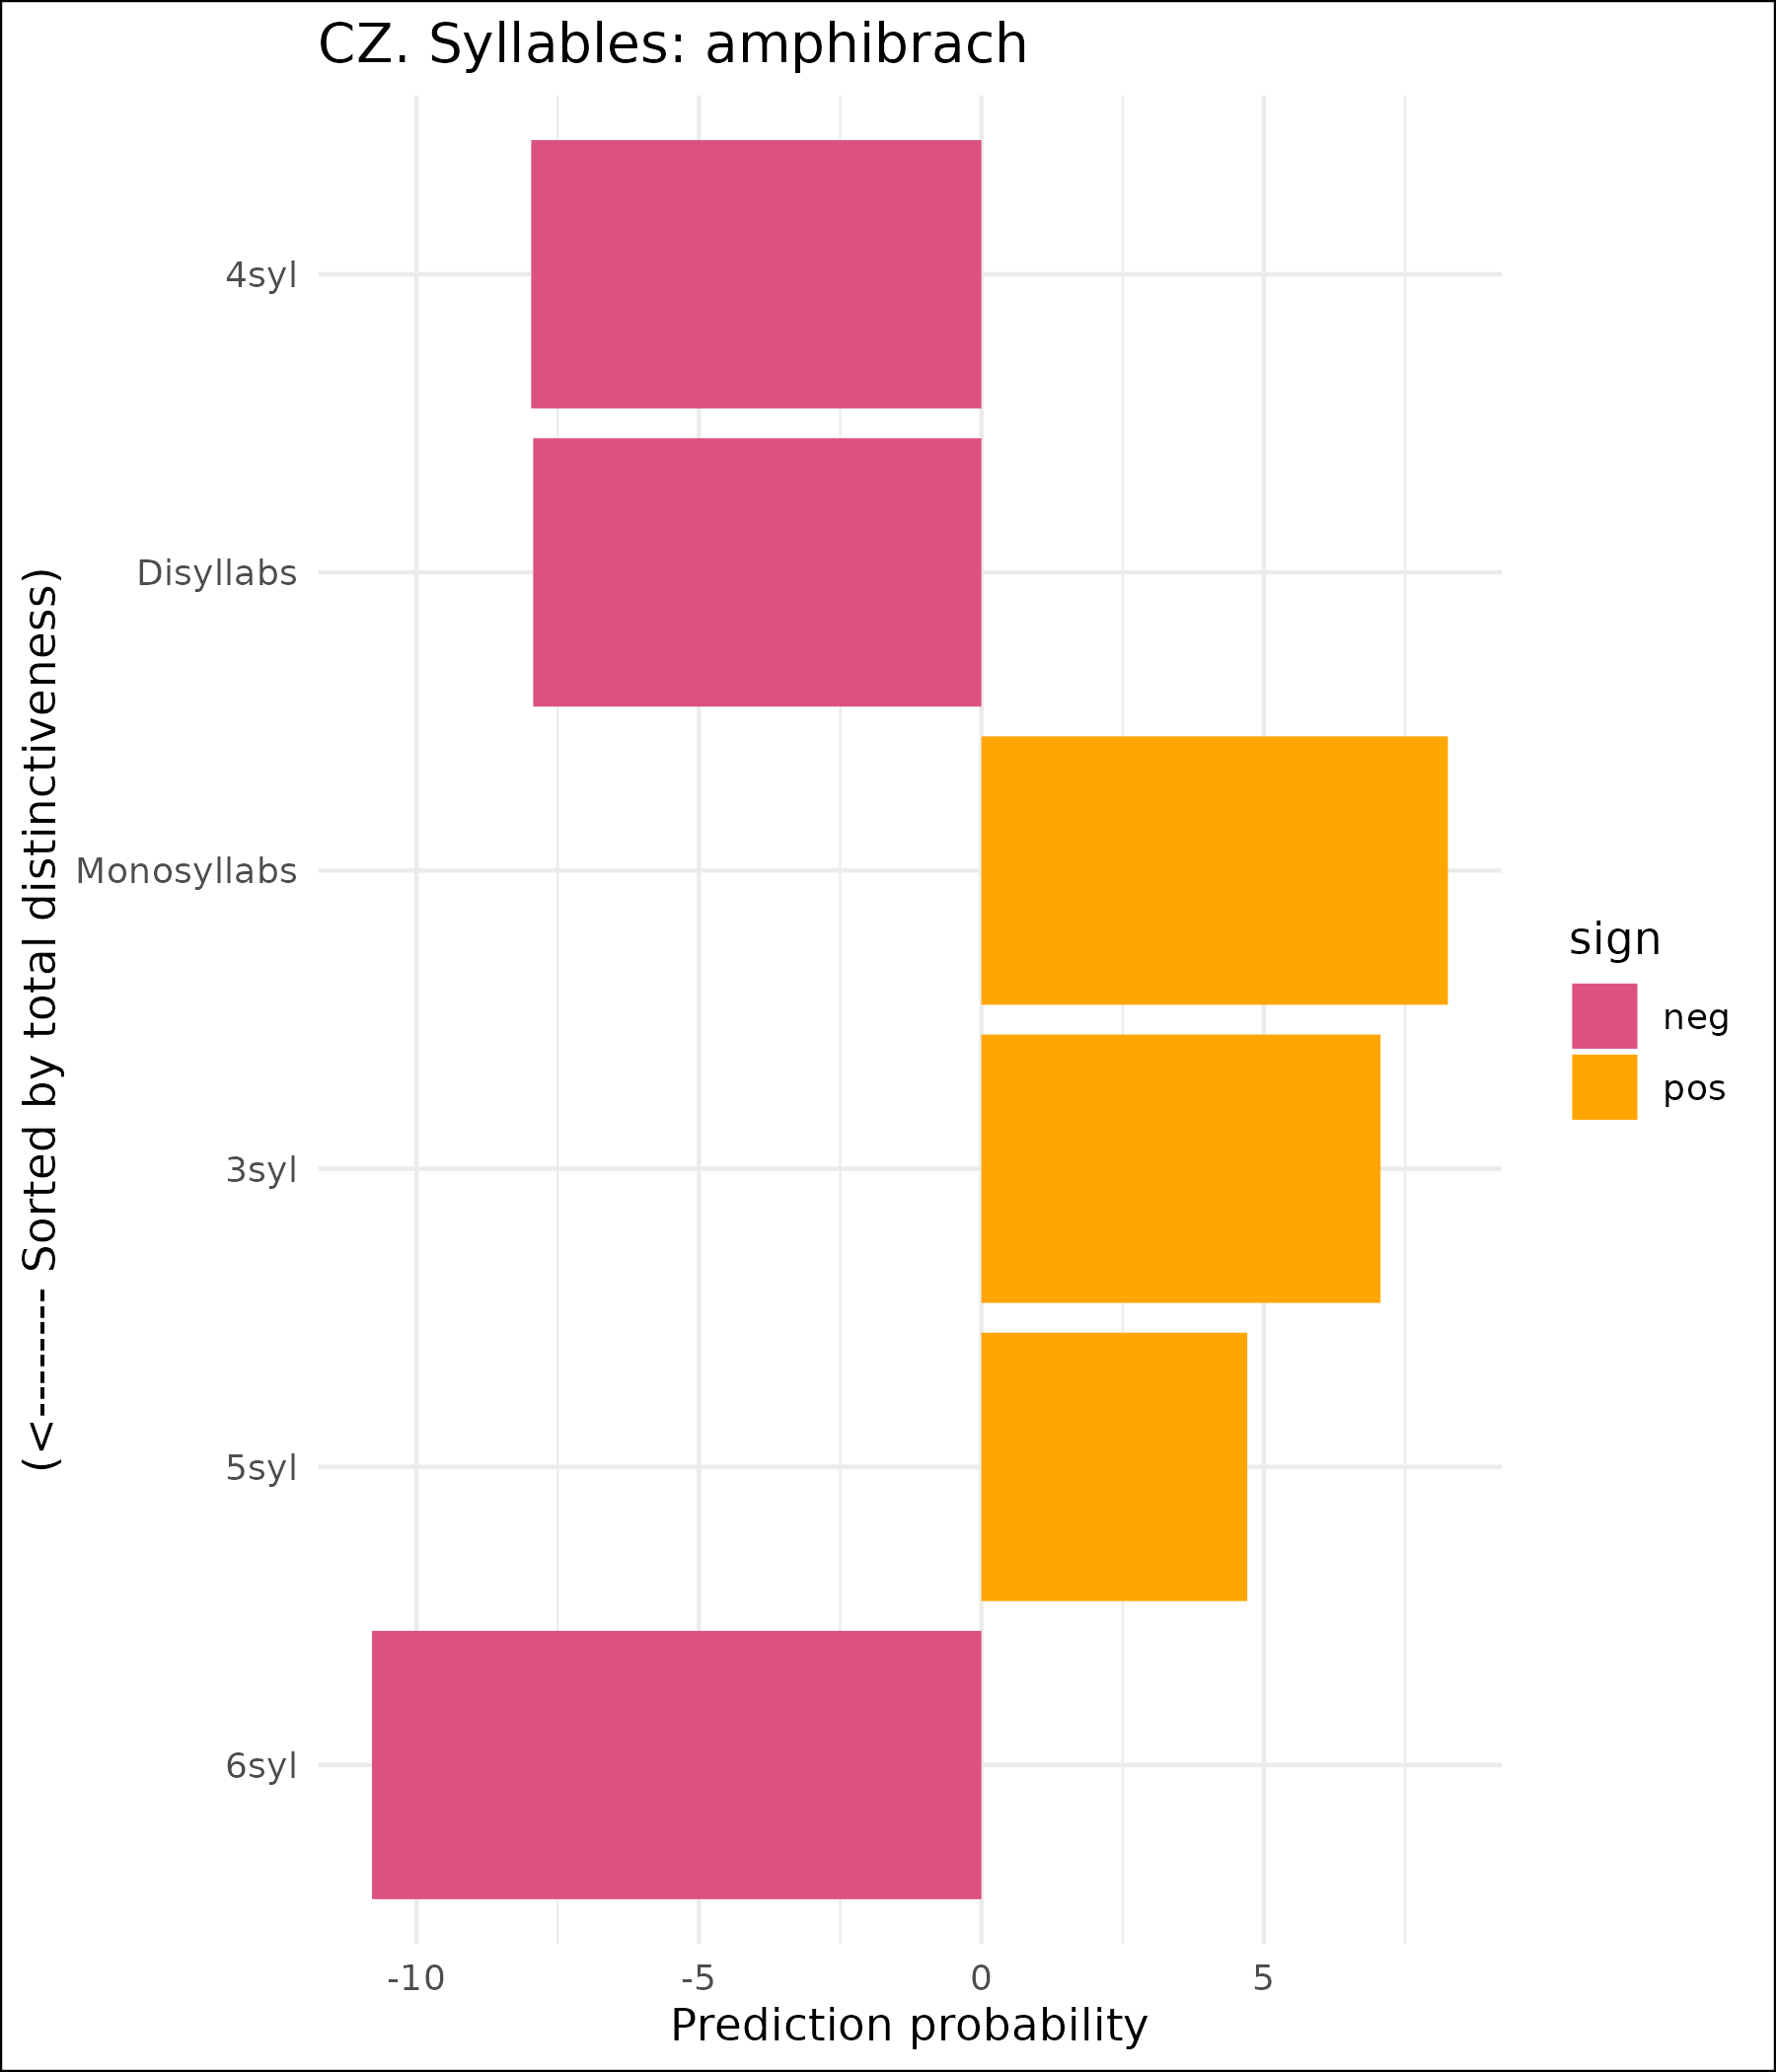 CZ. Syllables: amphibrach
(<-------- Sorted by total distinctiveness)
4syl
Disyllabs
Monosyllabs
3syl
5syl
6syl
-10 -5 0 5
Prediction probability
sign
neg
pos